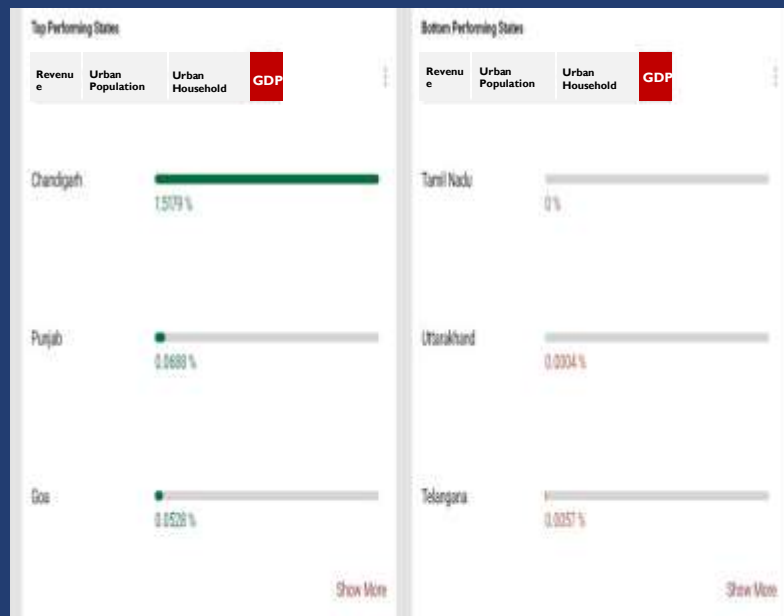 Top Performing States
Revenu
e
Urban
Population
Urban
Household
GDP
Chandigarh
1.5179 %
Punjab
0.0688 %
Goa
0.0528 %
Show More
Bottom Performing States
Revenu
e
Urban
Population
Urban
Household
GDP
Tamil Nadu
0 %
Uttarakhand
0.0004 %
Telangana
0.0057 %
Show More